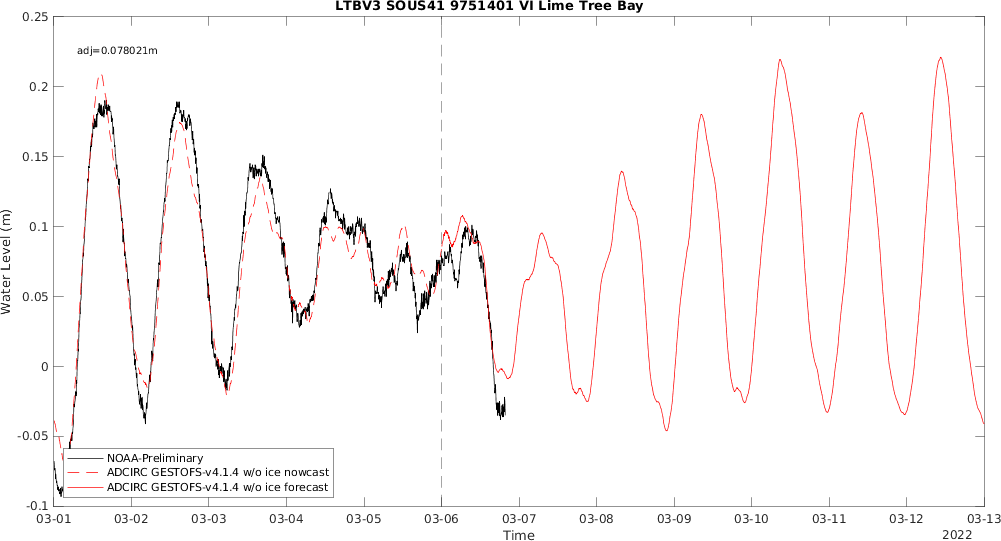 LTBV3 SOUS41 9751401 VI Lime Tree Bay
adj=0.078021m
Water Level (m)
0.25
0.2
0.15
0.1
0.05
0
-0.05
-0.1
NOAA-Preliminary
ADCIRC GESTOFS-v4.1.4 w/o ice nowcast
ADCIRC GESTOFS-v4.1.4 w/o ice forecast
03-01 03-02 03-03 03-04 03-05 03-06 03-07 03-08 03-09 03-10 03-11 03-12 03-13
Time
2022